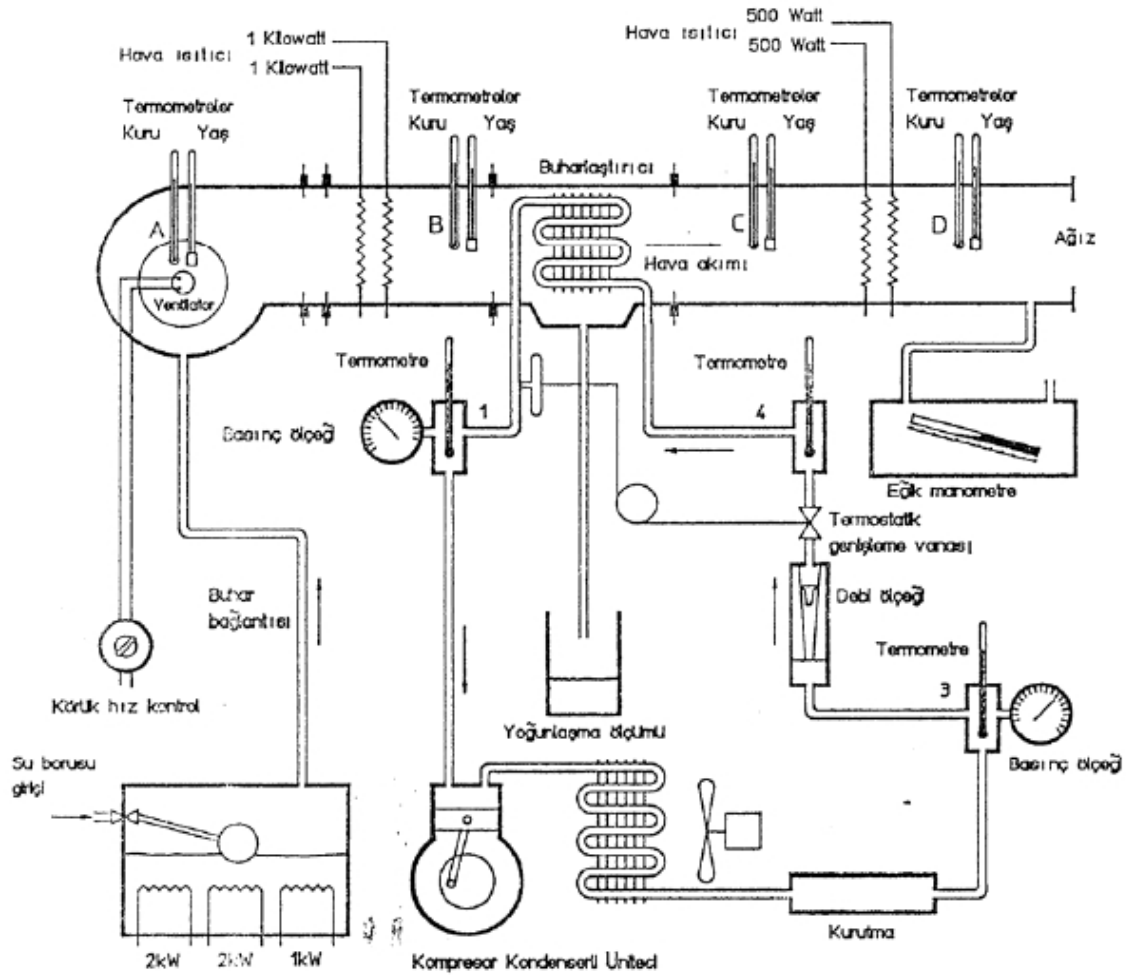 Hava ısıtıcı
1 Kilowatt
1 Kilowatt
Hava ısıtıcı
500 Watt
500 Watt
Termometreler
Kuru Yaş
Termometreler
Kuru Yaş
Termometreler
Kuru Yaş
Termometreler
Kuru Yaş
Buharlaştırıcı
A
B
C
D
Ağız
Hava akımı
Ventilator
Termometre
Termometre
1
4
Basınç ölçeği
Eğik manometre
Termostatik
genişleme vanası
Buhar
bağlantısı
Debi ölçeği
Termometre
3
Körük hız kontrol
Yoğunlaşma ölçümü
Basınç ölçeği
Su borusu
girişi
Kurutma
2kW
2kW
1kW
Kompresör Kondenserli Ünitesi